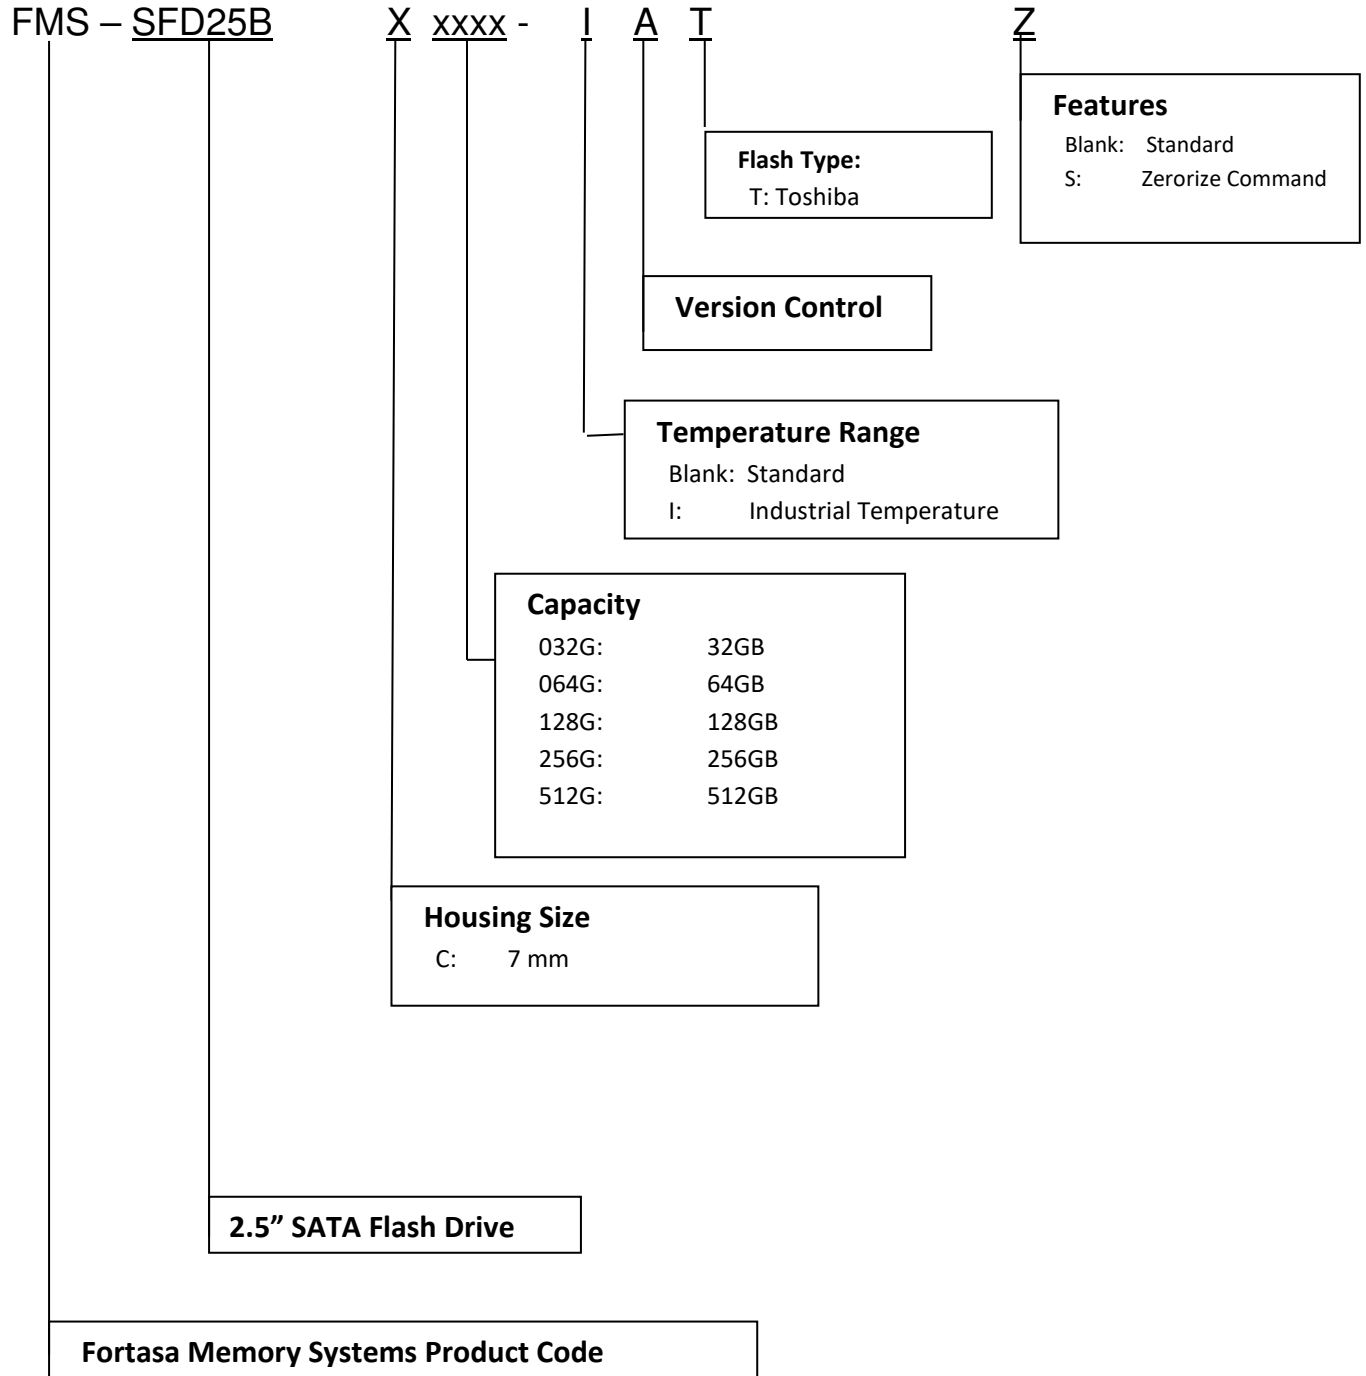 FMS – SFD25B X xxxx - I A T Z
Features
Blank: Standard
S: Zerorize Command
Flash Type:
T: Toshiba
Version Control
Temperature Range
Blank: Standard
I: Industrial Temperature
Capacity
032G: 32GB
064G: 64GB
128G: 128GB
256G: 256GB
512G: 512GB
Housing Size
C: 7 mm
2.5” SATA Flash Drive
Fortasa Memory Systems Product Code